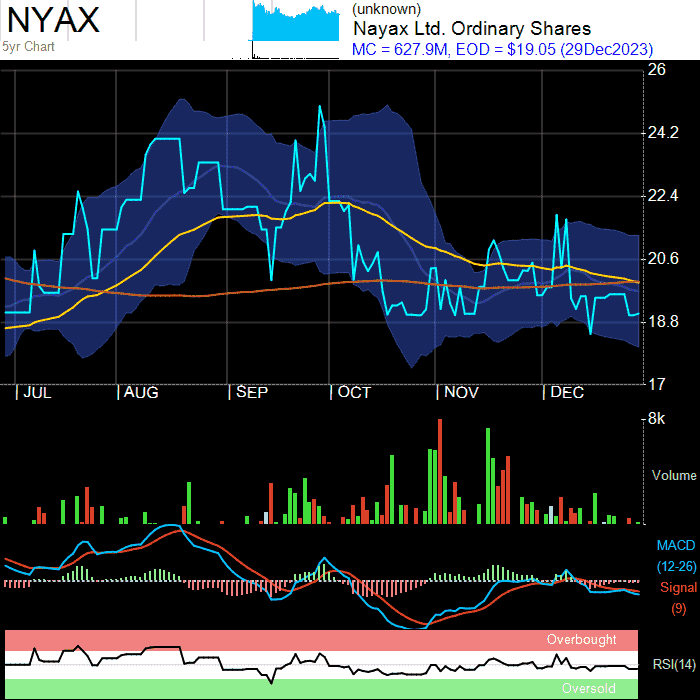 NYAX
5yr Chart
(unknown)
Nayax Ltd. Ordinary Shares
MC = 627.9M, EOD = $19.05 (29Dec2023)
26
24.2
22.4
20.6
18.8
17
| JUL | AUG | SEP | OCT | NOV | DEC
8k
Volume
MACD
(12-26)
Signal
(9)
Overbought
RSI(14)
Oversold